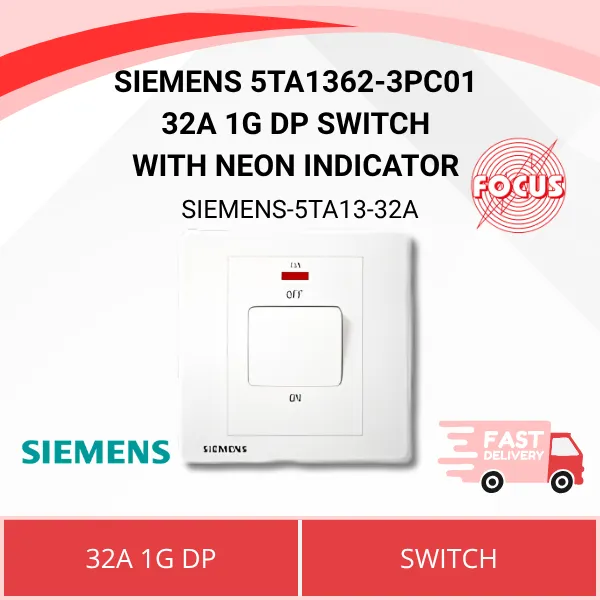 SIEMENS 5TA1362-3PC01
32A 1G DP SWITCH
WITH NEON INDICATOR
FOCUS
SIEMENS-5TA13-32A
OFF
ON
SIEMENS
SIEMENS
FAST
DELIVERY
32A 1G DP
SWITCH